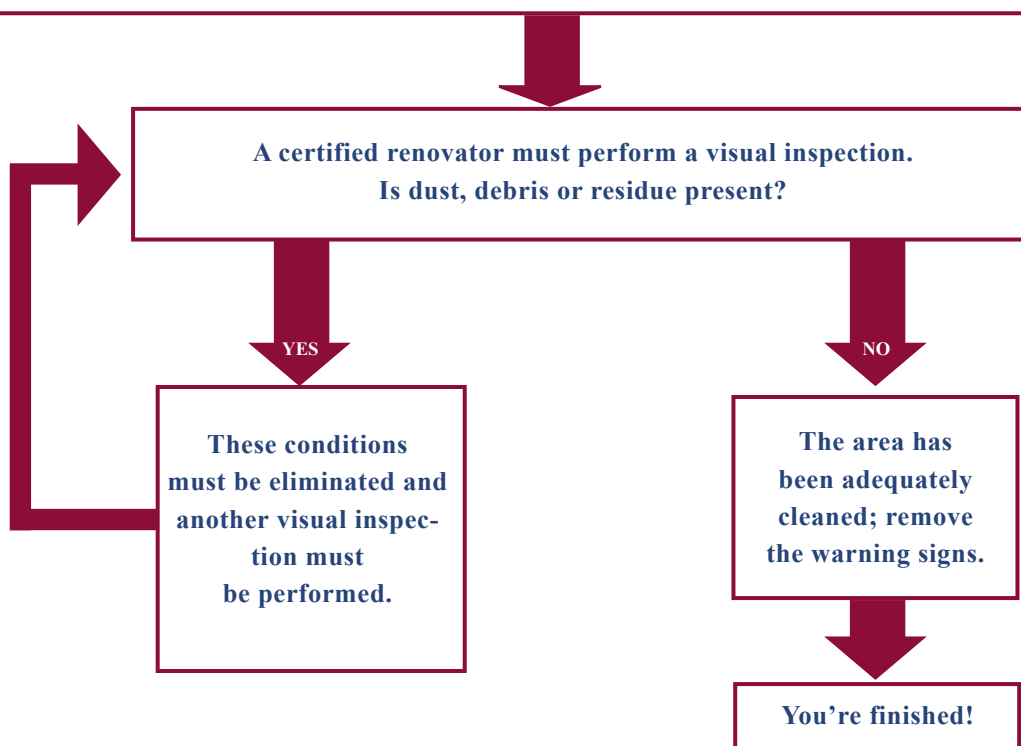 A certified renovator must perform a visual inspection.
Is dust, debris or residue present?
YES
NO
These conditions
must be eliminated and
another visual inspec-
tion must
be performed.
The area has
been adequately
cleaned; remove
the warning signs.
You’re finished!